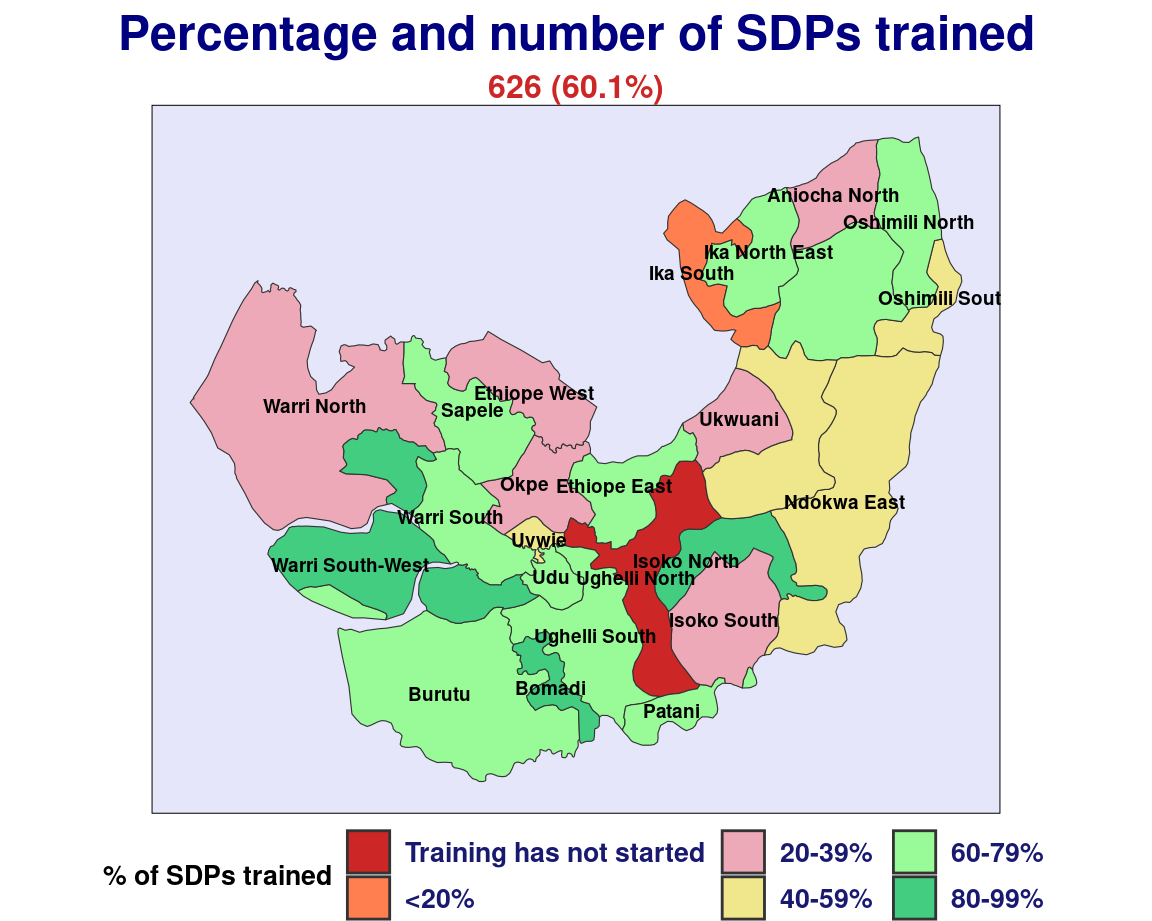 Percentage and number of SDPs trained
626 (60.1%)
Aniocha North
Oshimili North
Ika North East
Ika South
Oshimili Sout
Ethiope West
Warri North
Sapele
Ukwuani
Okpe
Ethiope East
Ndokwa East
Warri South
Uvwie
Isoko North
Warri South-West
Udu
Ughelli North
Isoko South
Ughelli South
Bomadi
Burutu
Patani
% of SDPs trained
Training has not started
<20%
20-39%
40-59%
60-79%
80-99%